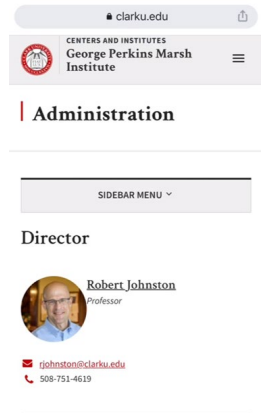 clarku.edu
CENTERS AND INSTITUTES
George Perkins Marsh
Institute
Administration
SIDEBAR MENU
Director
Robert Johnston
Professor
rjohnston@clarku.edu
508-751-4619